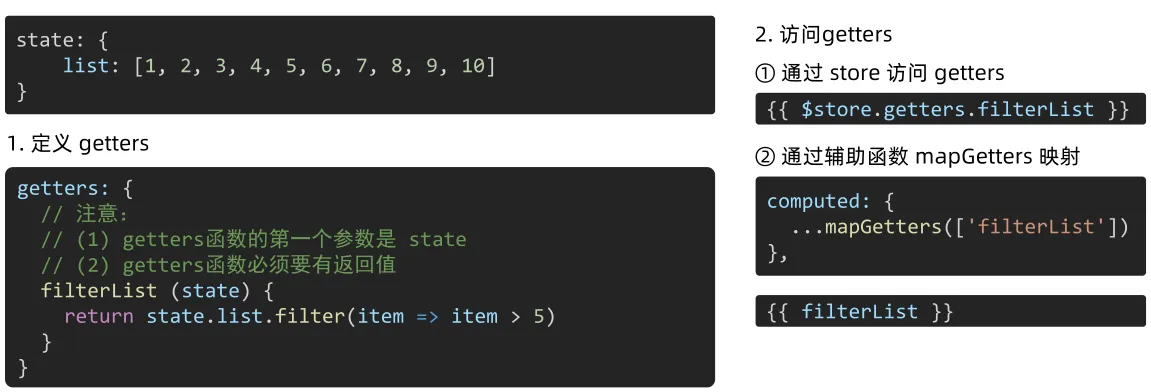 state: {
    list: [1, 2, 3, 4, 5, 6, 7, 8, 9, 10]
}
1. 定义 getters
getters: {
  // 注意：
  // (1) getters函数的第一个参数是 state
  // (2) getters函数必须要有返回值
  filterList (state) {
    return state.list.filter(item => item > 5)
  }
}
2. 访问getters
① 通过 store 访问 getters
{{ $store.getters.filterList }}
② 通过辅助函数 mapGetters 映射
computed: {
  ...mapGetters(['filterList'])
},
{{ filterList }}